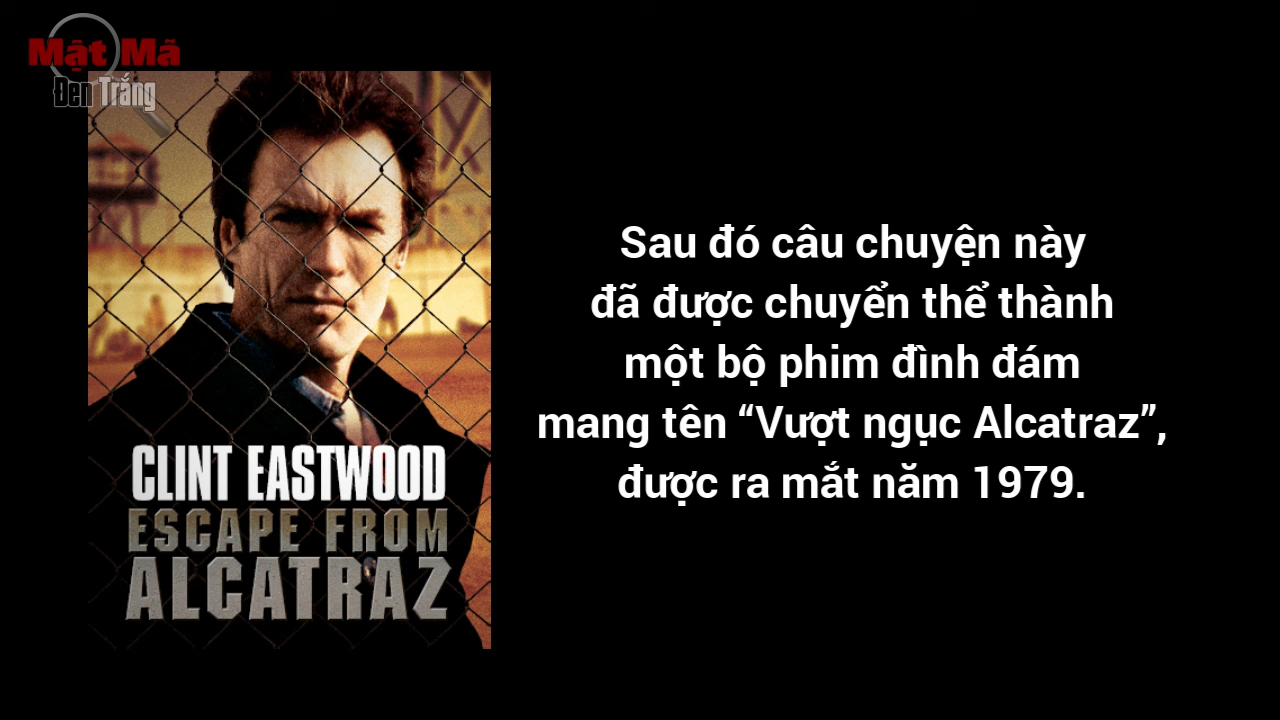 Mật Mã
Đen Trắng
CLINT EASTWOOD
ESCAPE FROM
ALCATRAZ
Sau đó câu chuyện này
đã được chuyển thể thành
một bộ phim đình đám
mang tên “Vượt ngục Alcatraz”,
được ra mắt năm 1979.